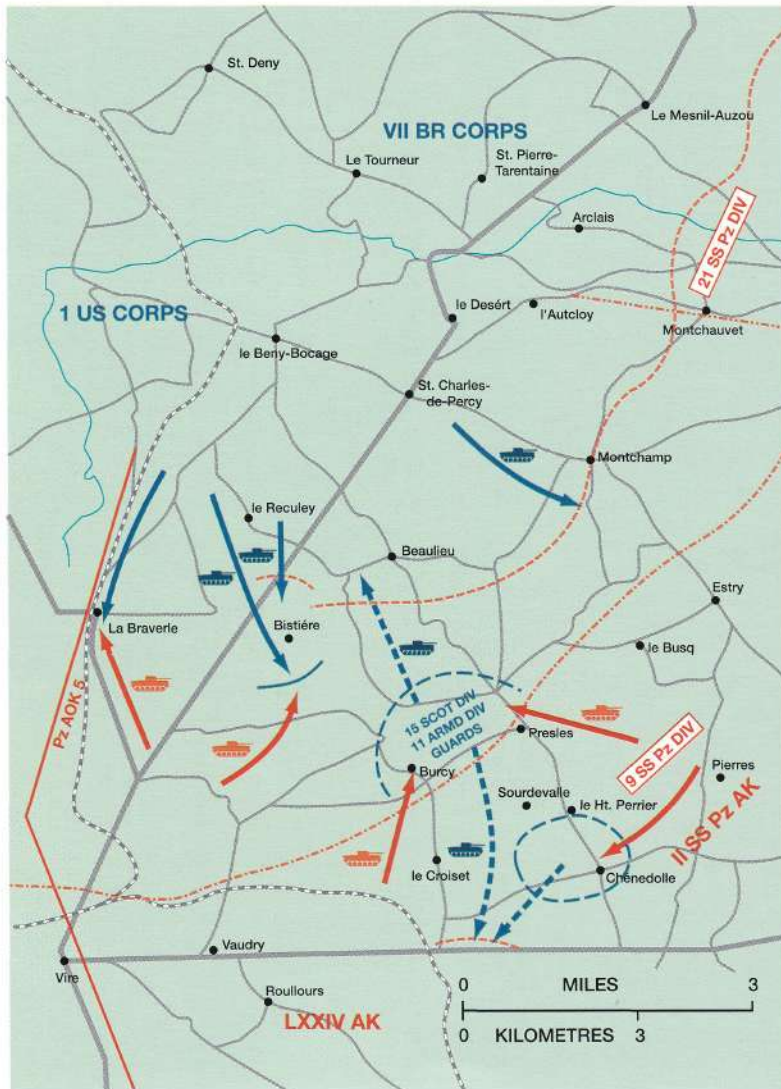 St. Deny
Le Mesnil-Auzou
VII BR CORPS
Le Tourneur
St. Pierre-
Tarentaine
Arclais
21 SS Pz DIV
1 US CORPS
le Desért
l'Autcloy
Montchauvet
le Beny-Bocage
St. Charles-
de-Percy
Montchamp
le Reculey
Beaulieu
Estry
La Braverle
Bistiére
le Busq
Pz AOK 5
15 SCOT DIV
11 ARMD DIV
GUARDS
Presles
9 SS Pz DIV
Burcy
Sourdevalle
le Ht. Perrier
Pierres
II SS Pz AK
le Croiset
Chenedolle
Vaudry
Vire
Roullours
LXXIV AK
0 MILES 3
0 KILOMETRES 3